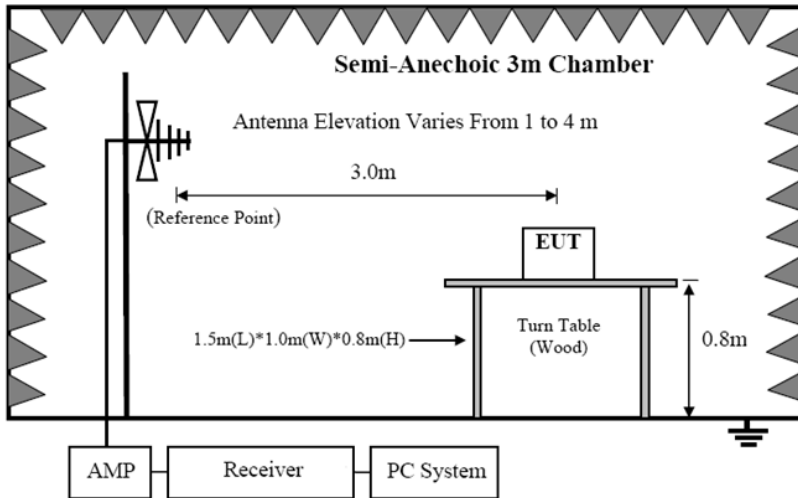 Semi-Anechoic 3m Chamber
Antenna Elevation Varies From 1 to 4 m
3.0m
(Reference Point)
EUT
1.5m(L)*1.0m(W)*0.8m(H)
Turn Table
(Wood)
0.8m
AMP
Receiver
PC System